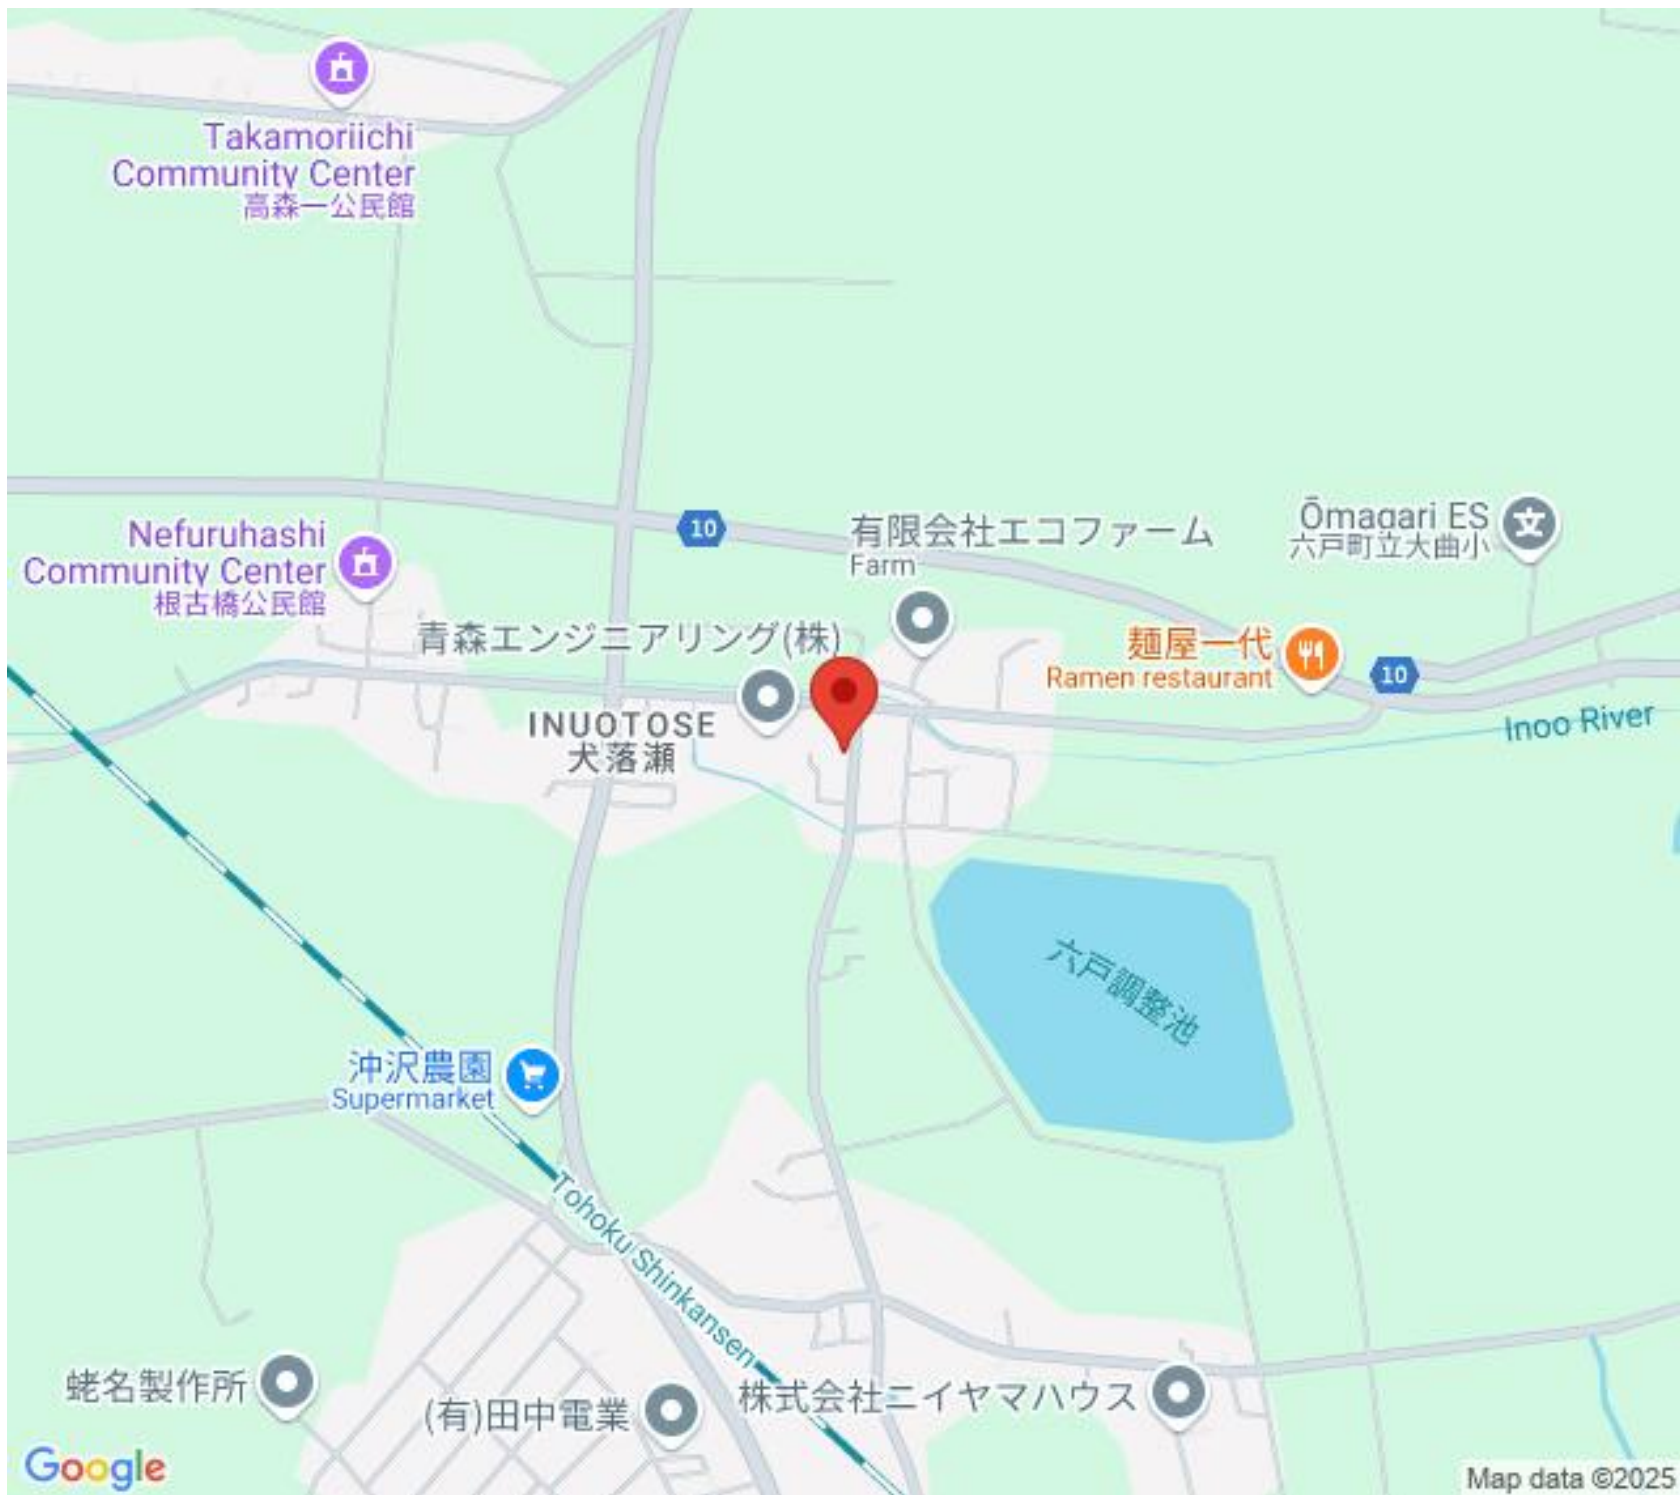 Takamoriichi
Community Center
高森一公民館
10
有限会社エコファーム
Farm
Ōmagari ES
六戸町立大曲小
Nefuruhashi
Community Center
根古橋公民館
青森エンジニアリング(株)
麺屋一代
Ramen restaurant
10
INUOTOSE
犬落瀬
Inoo River
六戸調整池
沖沢農園
Supermarket
Tohoku Shinkansen
蛯名製作所
(有)田中電業
株式会社ニイヤマハウス
Google
Map data ©2025